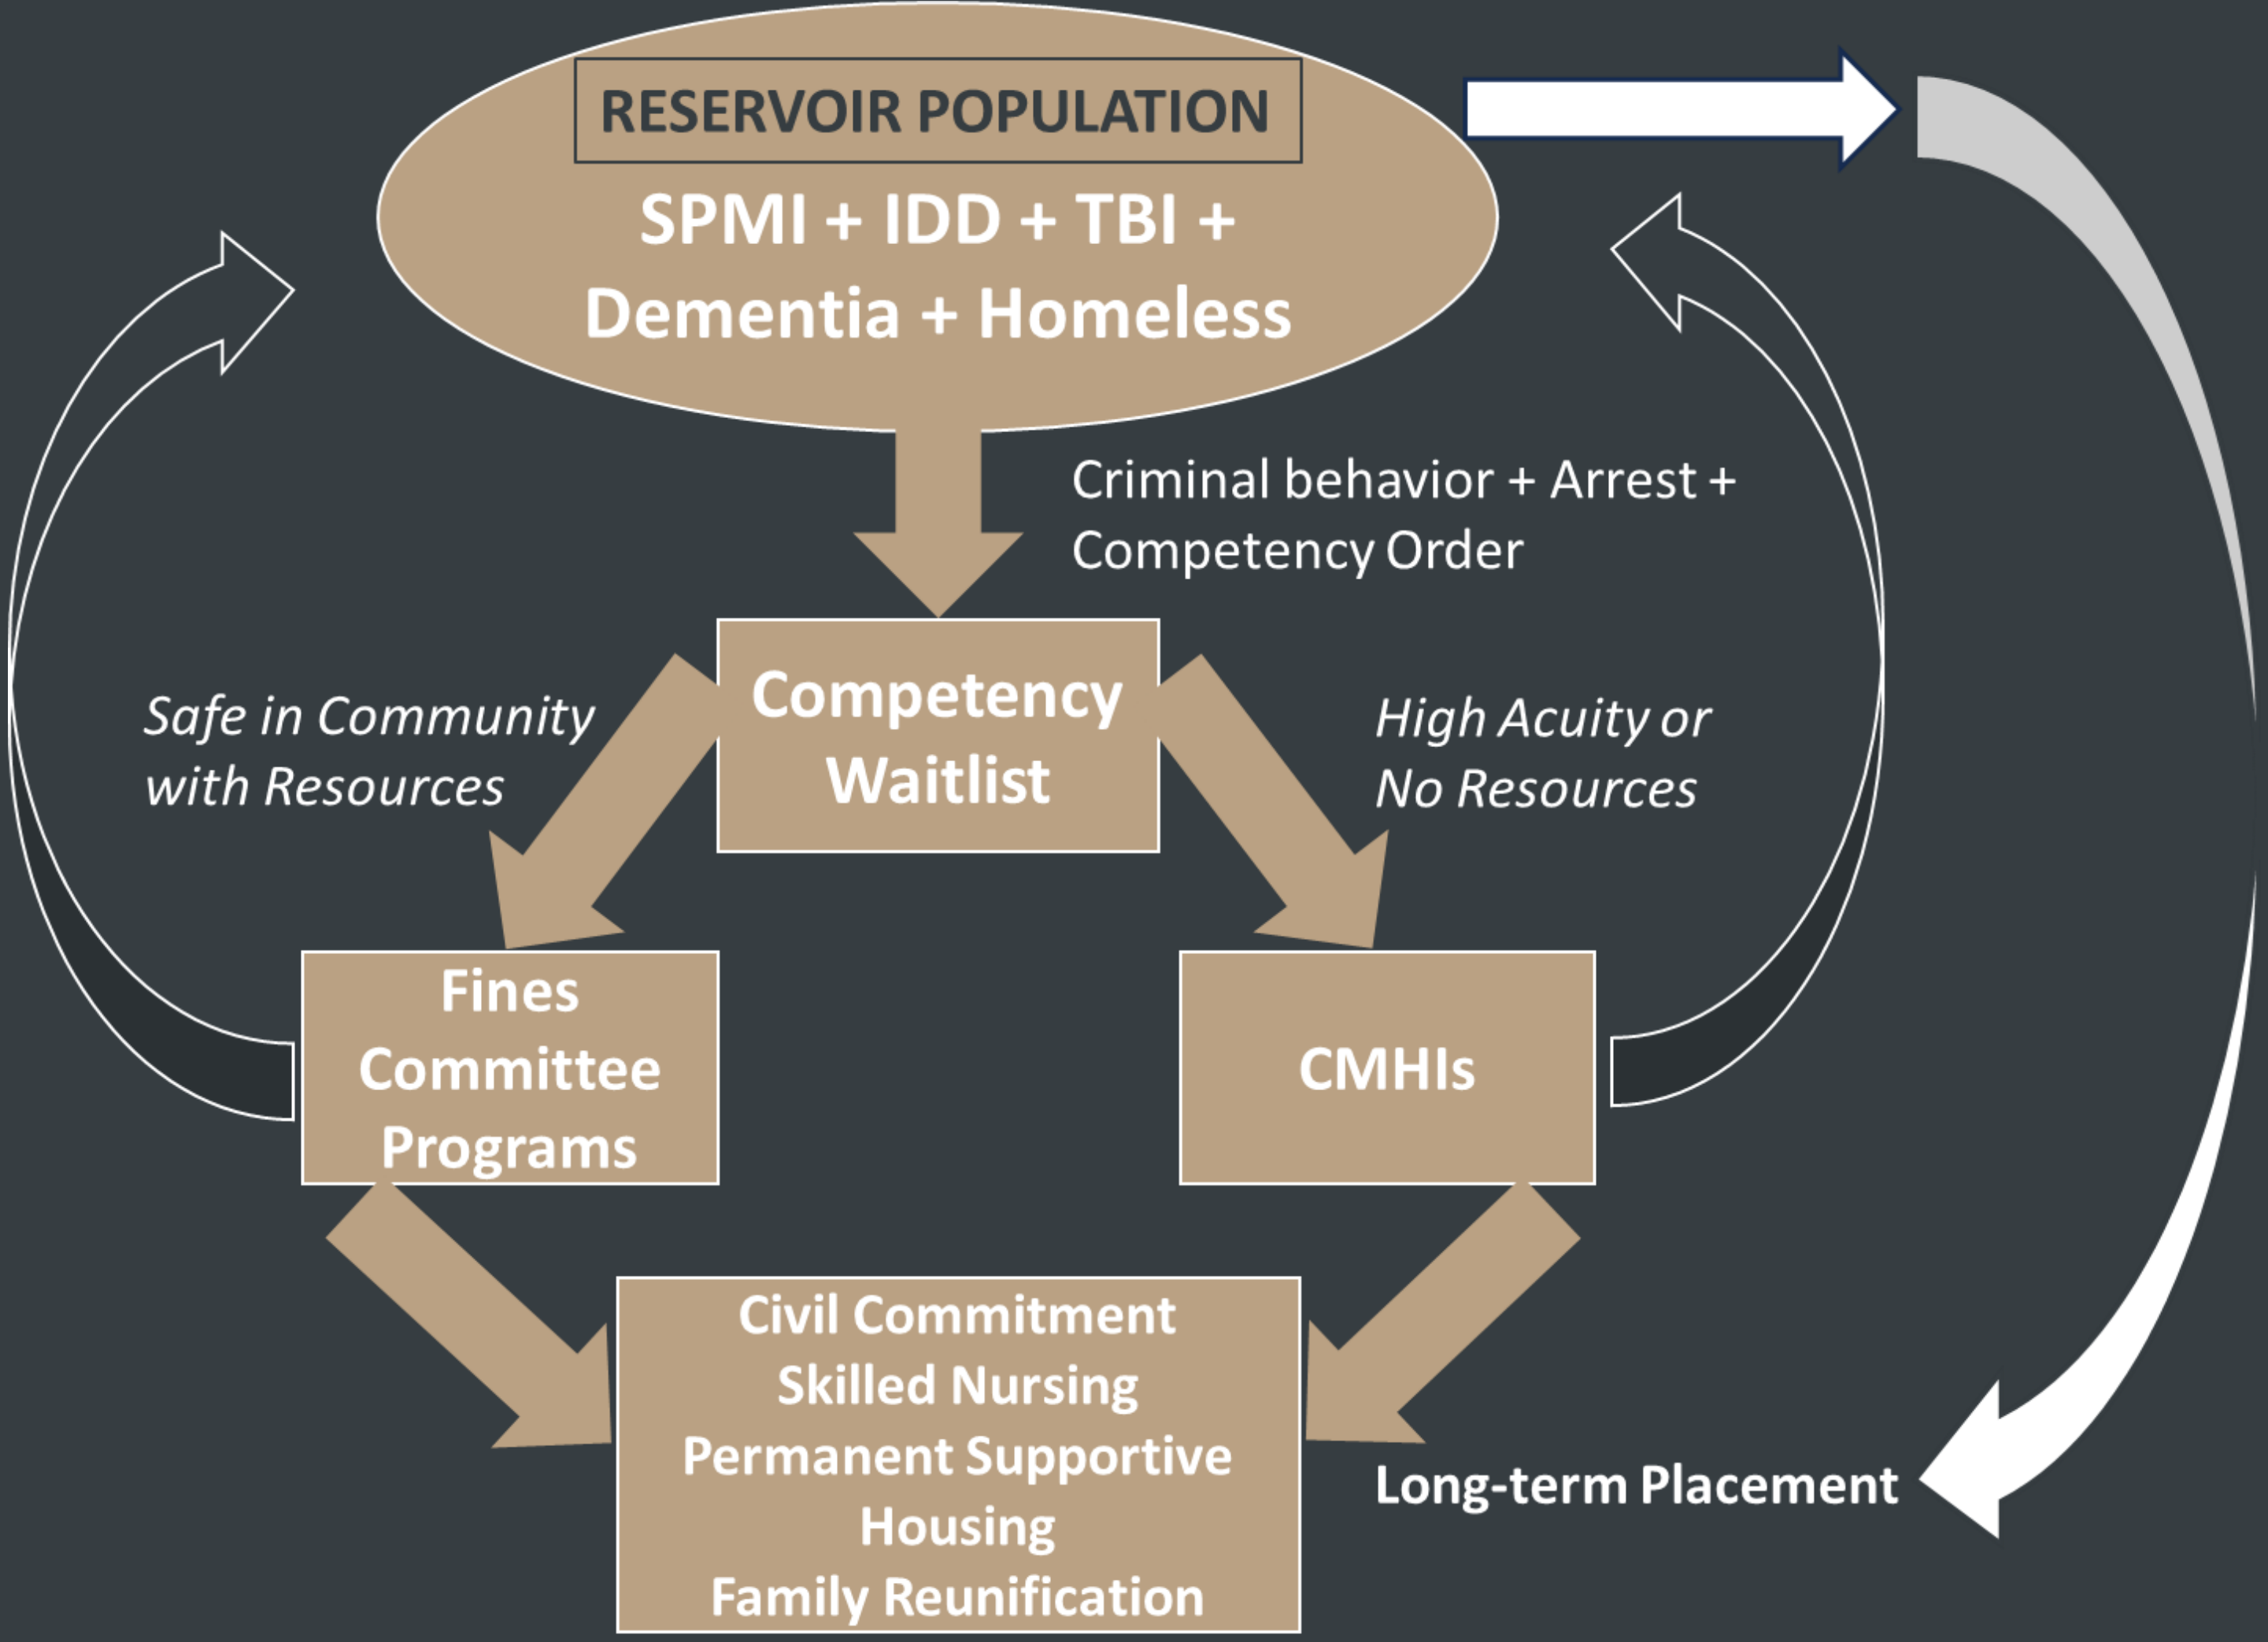 RESERVOIR POPULATION
SPMI + IDD + TBI +
Dementia + Homeless
Criminal behavior + Arrest +
Competency Order
Competency
Waitlist
Safe in Community
with Resources
High Acuity or
No Resources
Fines
Committee
Programs
CMHIs
Civil Commitment
Skilled Nursing
Permanent Supportive
Housing
Family Reunification
Long-term Placement